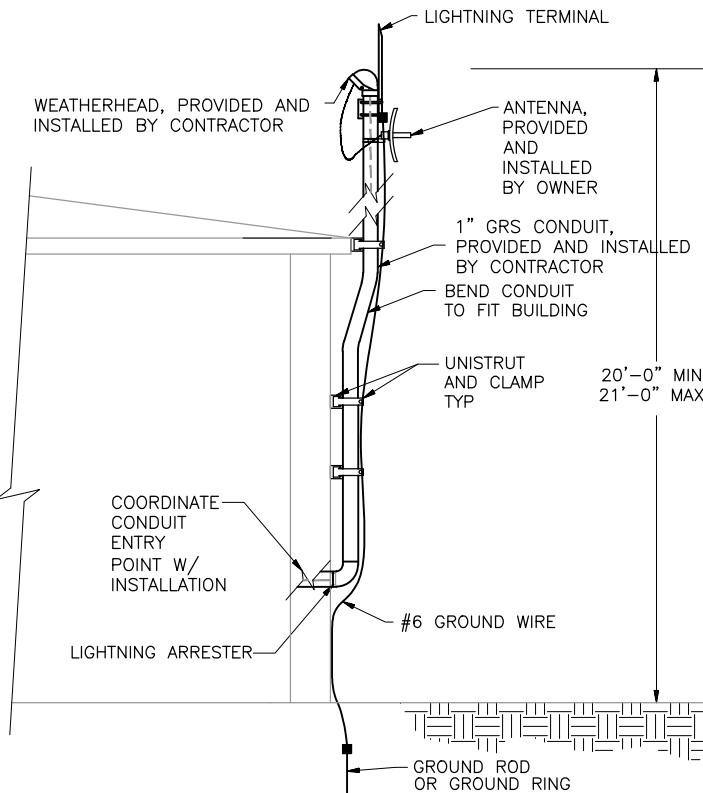 LIGHTNING TERMINAL
WEATHERHEAD, PROVIDED AND
INSTALLED BY CONTRACTOR
ANTENNA,
PROVIDED
AND
INSTALLED
BY OWNER
1" GRS CONDUIT,
PROVIDED AND INSTALLED
BY CONTRACTOR
BEND CONDUIT
TO FIT BUILDING
UNISTRUT
AND CLAMP
TYP
20'-0" MIN
21'-0" MAX
COORDINATE
CONDUIT
ENTRY
POINT W/
INSTALLATION
#6 GROUND WIRE
LIGHTNING ARRESTER
GROUND ROD
OR GROUND RING